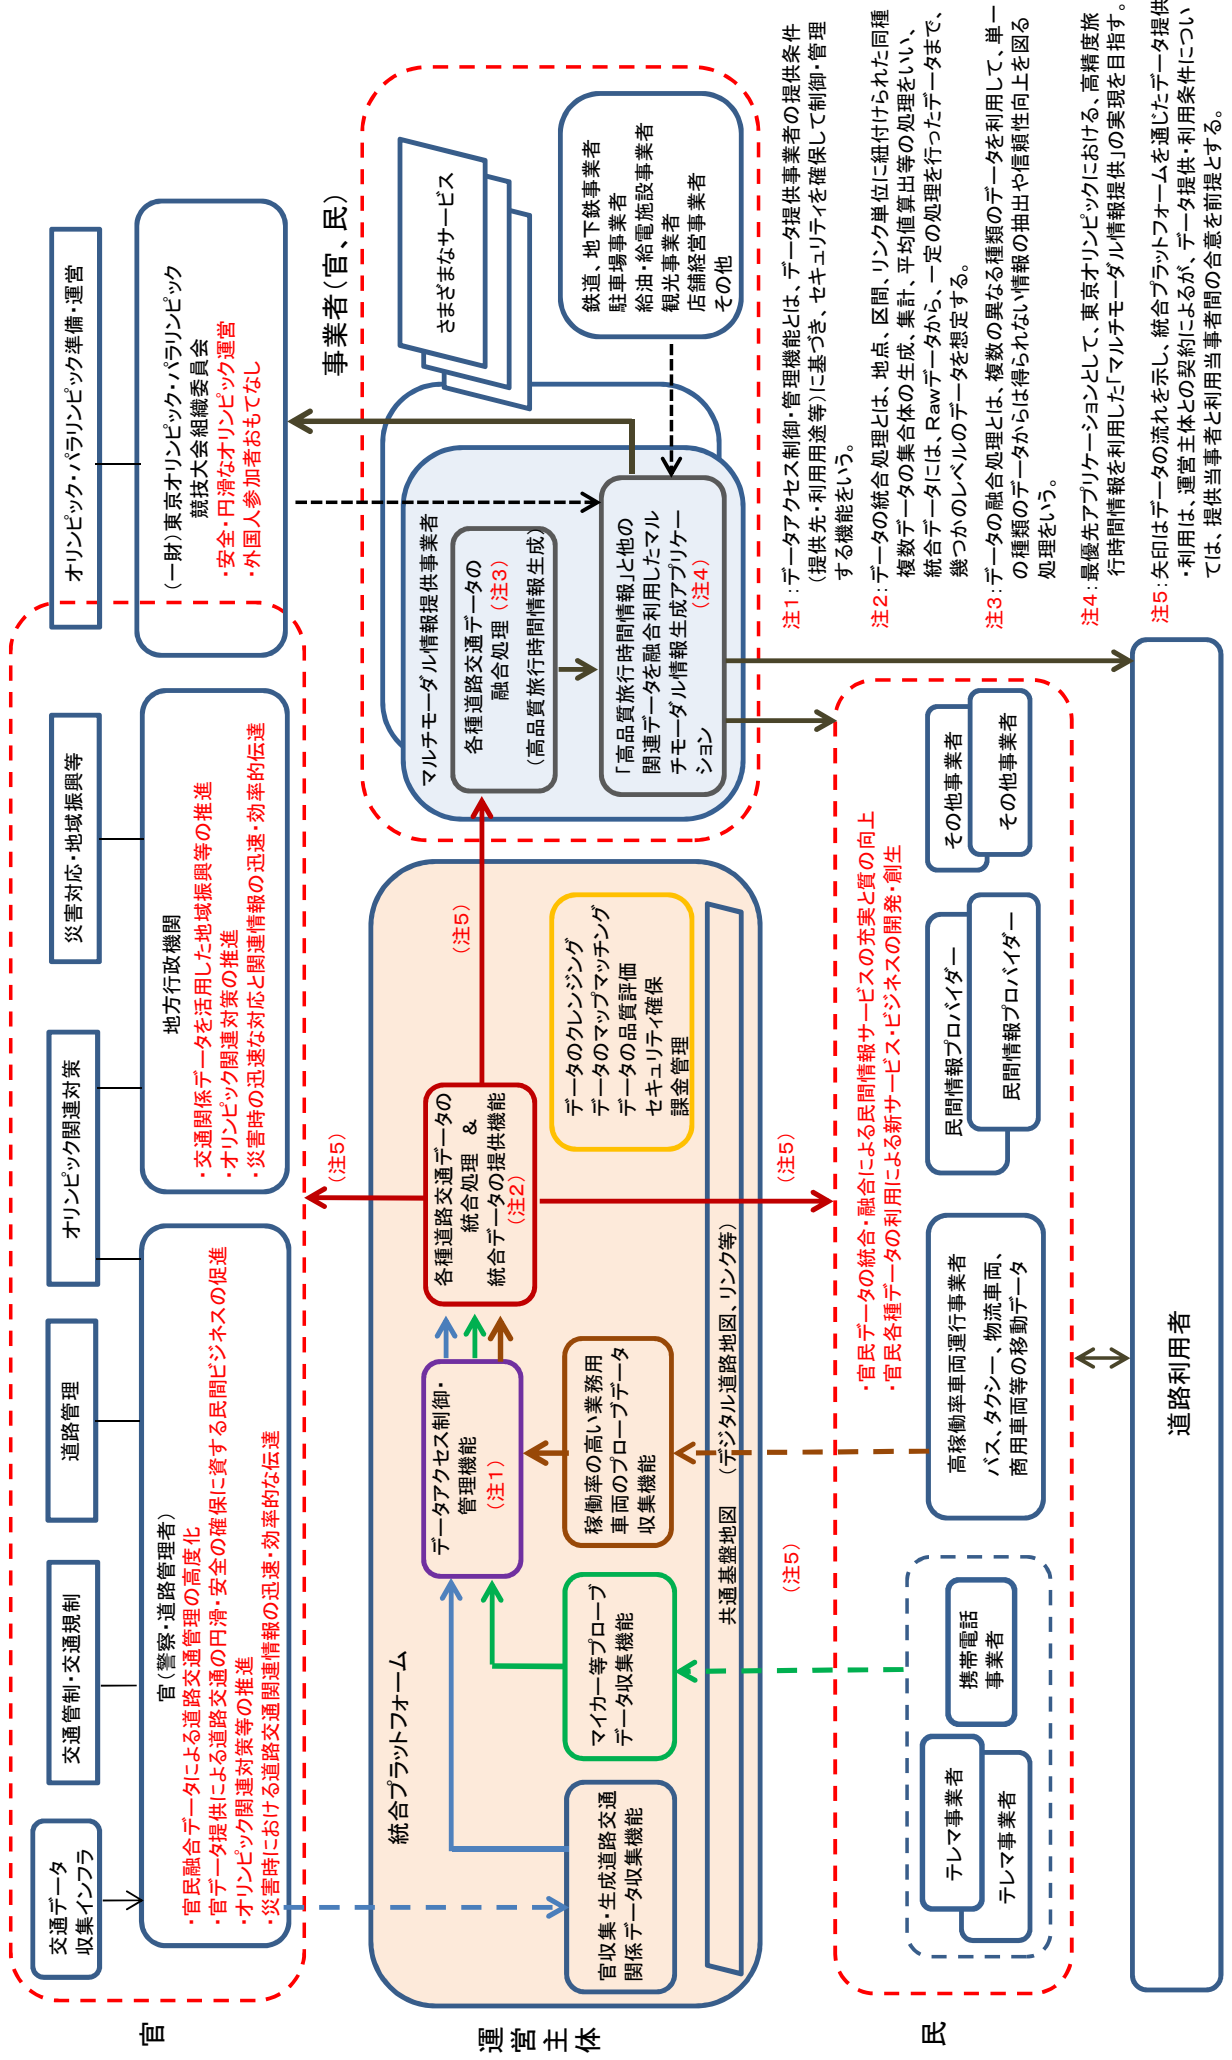 官
交通データ
収集インフラ
交通管制・交通規制
道路管理
オリンピック関連対策
災害対応・地域振興等
オリンピック・パラリンピック準備・運営
官(警察・道路管理者)
・官民融合データによる道路交通管理の高度化
・官データ提供による道路交通の円滑・安全の確保に資する民間ビジネスの促進
・オリンピック関連対策等の推進
・災害時における道路交通関連情報の迅速・効率的な伝達
地方行政機関
・交通関係データを活用した地域振興等の推進
・オリンピック関連対策の推進
・災害時の迅速な対応と関連情報の迅速・効率的伝達
(一財)東京オリンピック・パラリンピック
競技大会組織委員会
・安全・円滑なオリンピック運営
・外国人参加者おもてなし
(注5)
運営主体
統合プラットフォーム
官収集・生成道路交通
関係データ収集機能
マイカー等プローブ
データ収集機能
稼働率の高い業務用
車両のプローブデータ
収集機能
データアクセス制御・
管理機能
(注1)
各種道路交通データの
統合処理 &
統合データの提供機能
(注2)
データのクレンジング
データのマップマッチング
データの品質評価
セキュリティ確保
課金管理
共通基盤地図 (デジタル道路地図、リンク等)
(注5)
事業者(官、民)
マルチモーダル情報提供事業者
各種道路交通データの
融合処理(注3)
(高品質旅行時間情報生成)
「高品質旅行時間情報」と他の
関連データを融合利用したマル
チモーダル情報生成アプリケー
ション
(注4)
さまざまなサービス
鉄道、地下鉄事業者
駐車場事業者
給油・給電施設事業者
観光事業者
店舗経営事業者
その他
(注5)
(注5)
民
・官民データの統合・融合による民間情報サービスの充実と質の向上
・官民各種データの利用による新サービス・ビジネスの開発・創生
テレマ事業者
テレマ事業者
携帯電話
事業者
高稼働率車両運行事業者
バス、タクシー、物流車両、
商用車両等の移動データ
民間情報プロバイダー
民間情報プロバイダー
その他事業者
その他事業者
道路利用者
注1:データアクセス制御・管理機能とは、データ提供事業者の提供条件
(提供先・利用用途等)に基づき、セキュリティを確保して制御・管理
する機能をいう。
注2:データの統合処理とは、地点、区間、リンク単位に紐付けられた同種
複数データの集合体の生成、集計、平均値算出等の処理をいい、
統合データには、Rawデータから、一定の処理を行ったデータまで、
幾つかのレベルのデータを想定する。
注3:データの融合処理とは、複数の異なる種類のデータを利用して、単一
の種類のデータからは得られない情報の抽出や信頼性向上を図る
処理をいう。
注4:最優先アプリケーションとして、東京オリンピックにおける、高精度旅
行時間情報を利用した「マルチモーダル情報提供」の実現を目指す。
注5:矢印はデータの流れを示し、統合プラットフォームを通じたデータ提供
・利用は、運営主体との契約によるが、データ提供・利用条件につい
ては、提供当事者と利用当事者間の合意を前提とする。